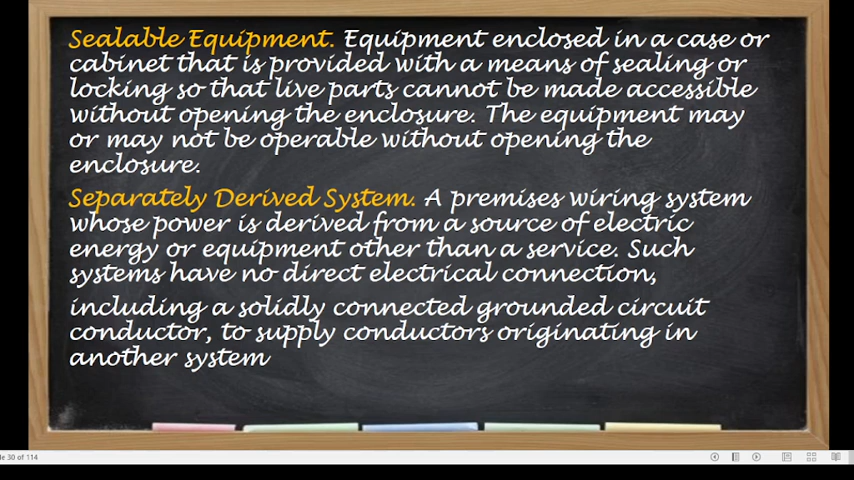 Sealable Equipment. Equipment enclosed in a case or
cabinet that is provided with a means of sealing or
locking so that live parts cannot be made accessible
without opening the enclosure. The equipment may
or may not be operable without opening the
enclosure.
Separately Derived System. A premises wiring system
whose power is derived from a source of electric
energy or equipment other than a service. Such
systems have no direct electrical connection,
including a solidly connected grounded circuit
conductor, to supply conductors originating in
another system
de 30 of 114